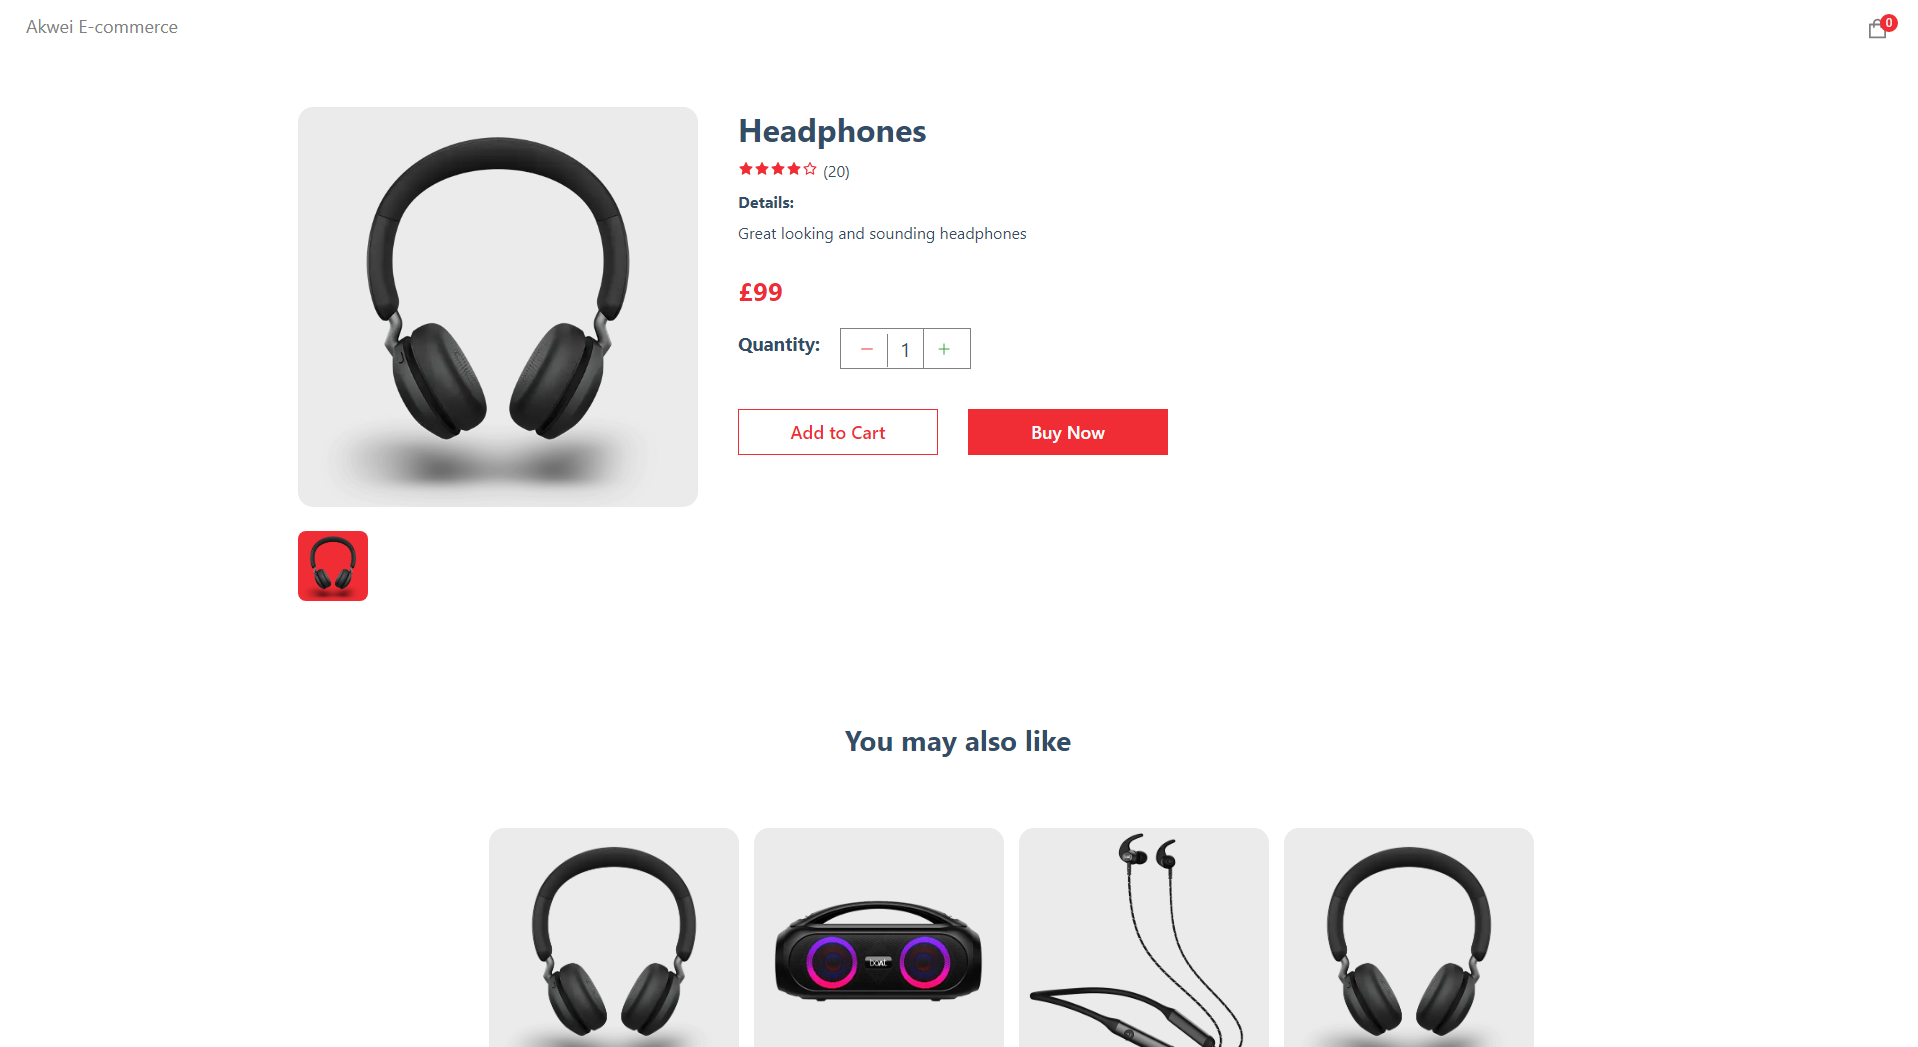 Akwei E-commerce
0
Headphones
(20)
Details:
Great looking and sounding headphones
£99
Quantity:
− 1 +
Add to Cart
Buy Now
You may also like
boAt